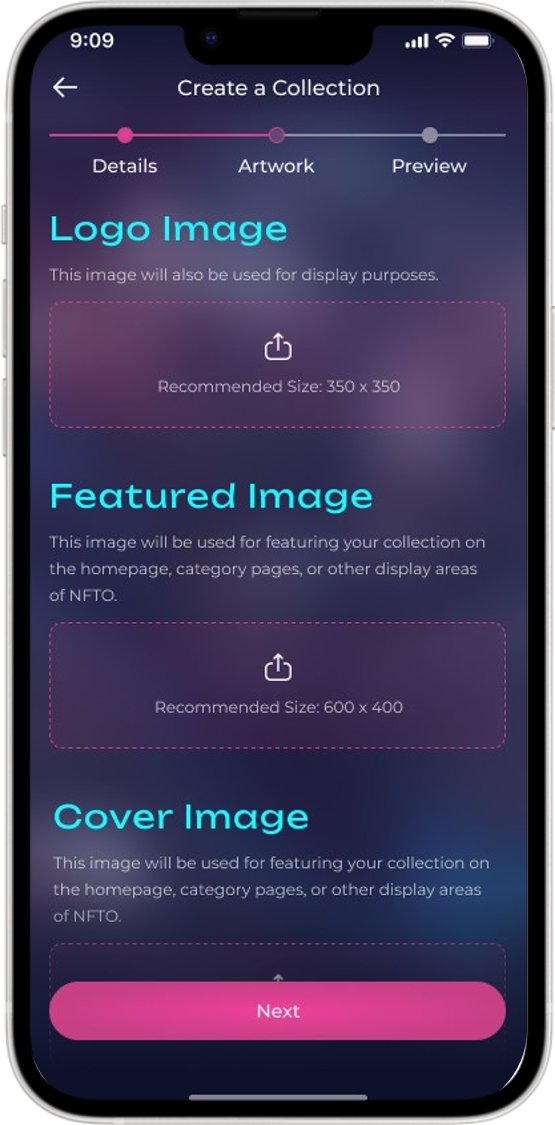 9:09
Create a Collection
Details Artwork Preview
Logo Image
This image will also be used for display purposes.
Recommended Size: 350 x 350
Featured Image
This image will be used for featuring your collection on
the homepage, category pages, or other display areas
of NFTO.
Recommended Size: 600 x 400
Cover Image
This image will be used for featuring your collection on
the homepage, category pages, or other display areas
of NFTO.
Next